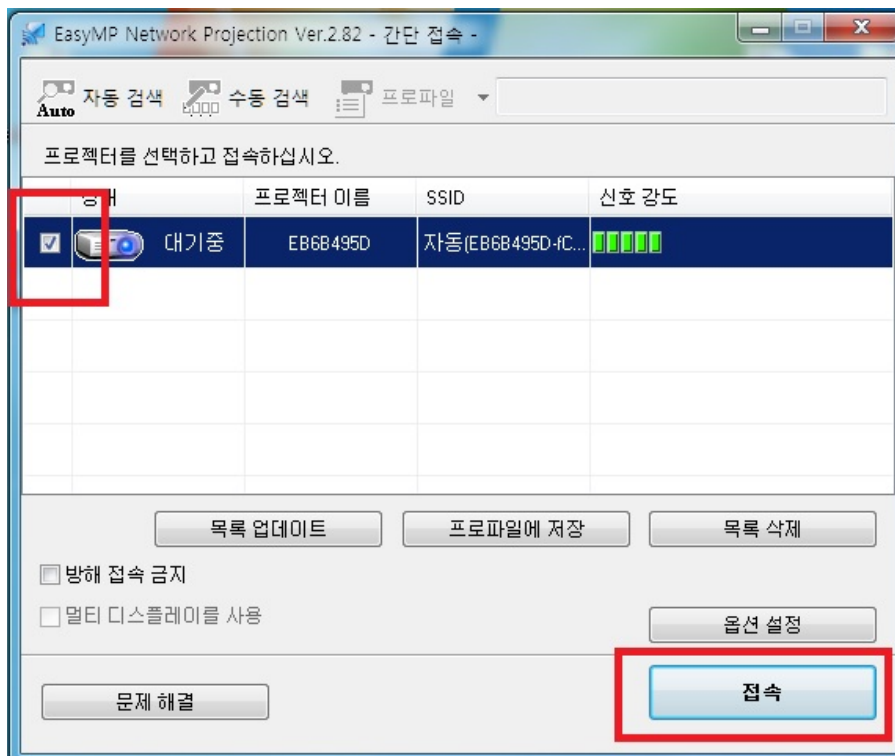 EasyMP Network Projection Ver.2.82 - 간단 접속 -
Auto 자동 검색 수동 검색 프로파일
프로젝터를 선택하고 접속하십시오.
프로젝터 이름 SSID 신호 강도
대기중 EB6B495D 자동(EB6B495D-fC...
목록 업데이트 프로파일에 저장 목록 삭제
방해 접속 금지
멀티 디스플레이를 사용
옵션 설정
문제 해결 접속